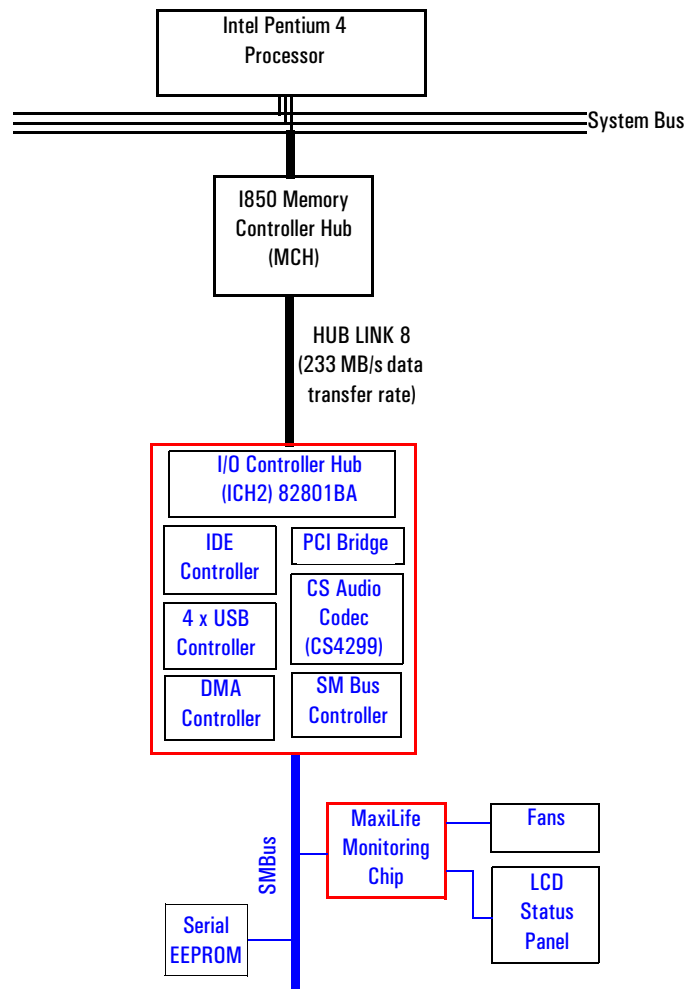 Intel Pentium 4
Processor
System Bus
I850 Memory
Controller Hub
(MCH)
HUB LINK 8
(233 MB/s data
transfer rate)
I/O Controller Hub
(ICH2) 82801BA
IDE
Controller
PCI Bridge
CS Audio
Codec
(CS4299)
4 x USB
Controller
DMA
Controller
SM Bus
Controller
SMBus
MaxiLife
Monitoring
Chip
Fans
LCD
Status
Panel
Serial
EEPROM